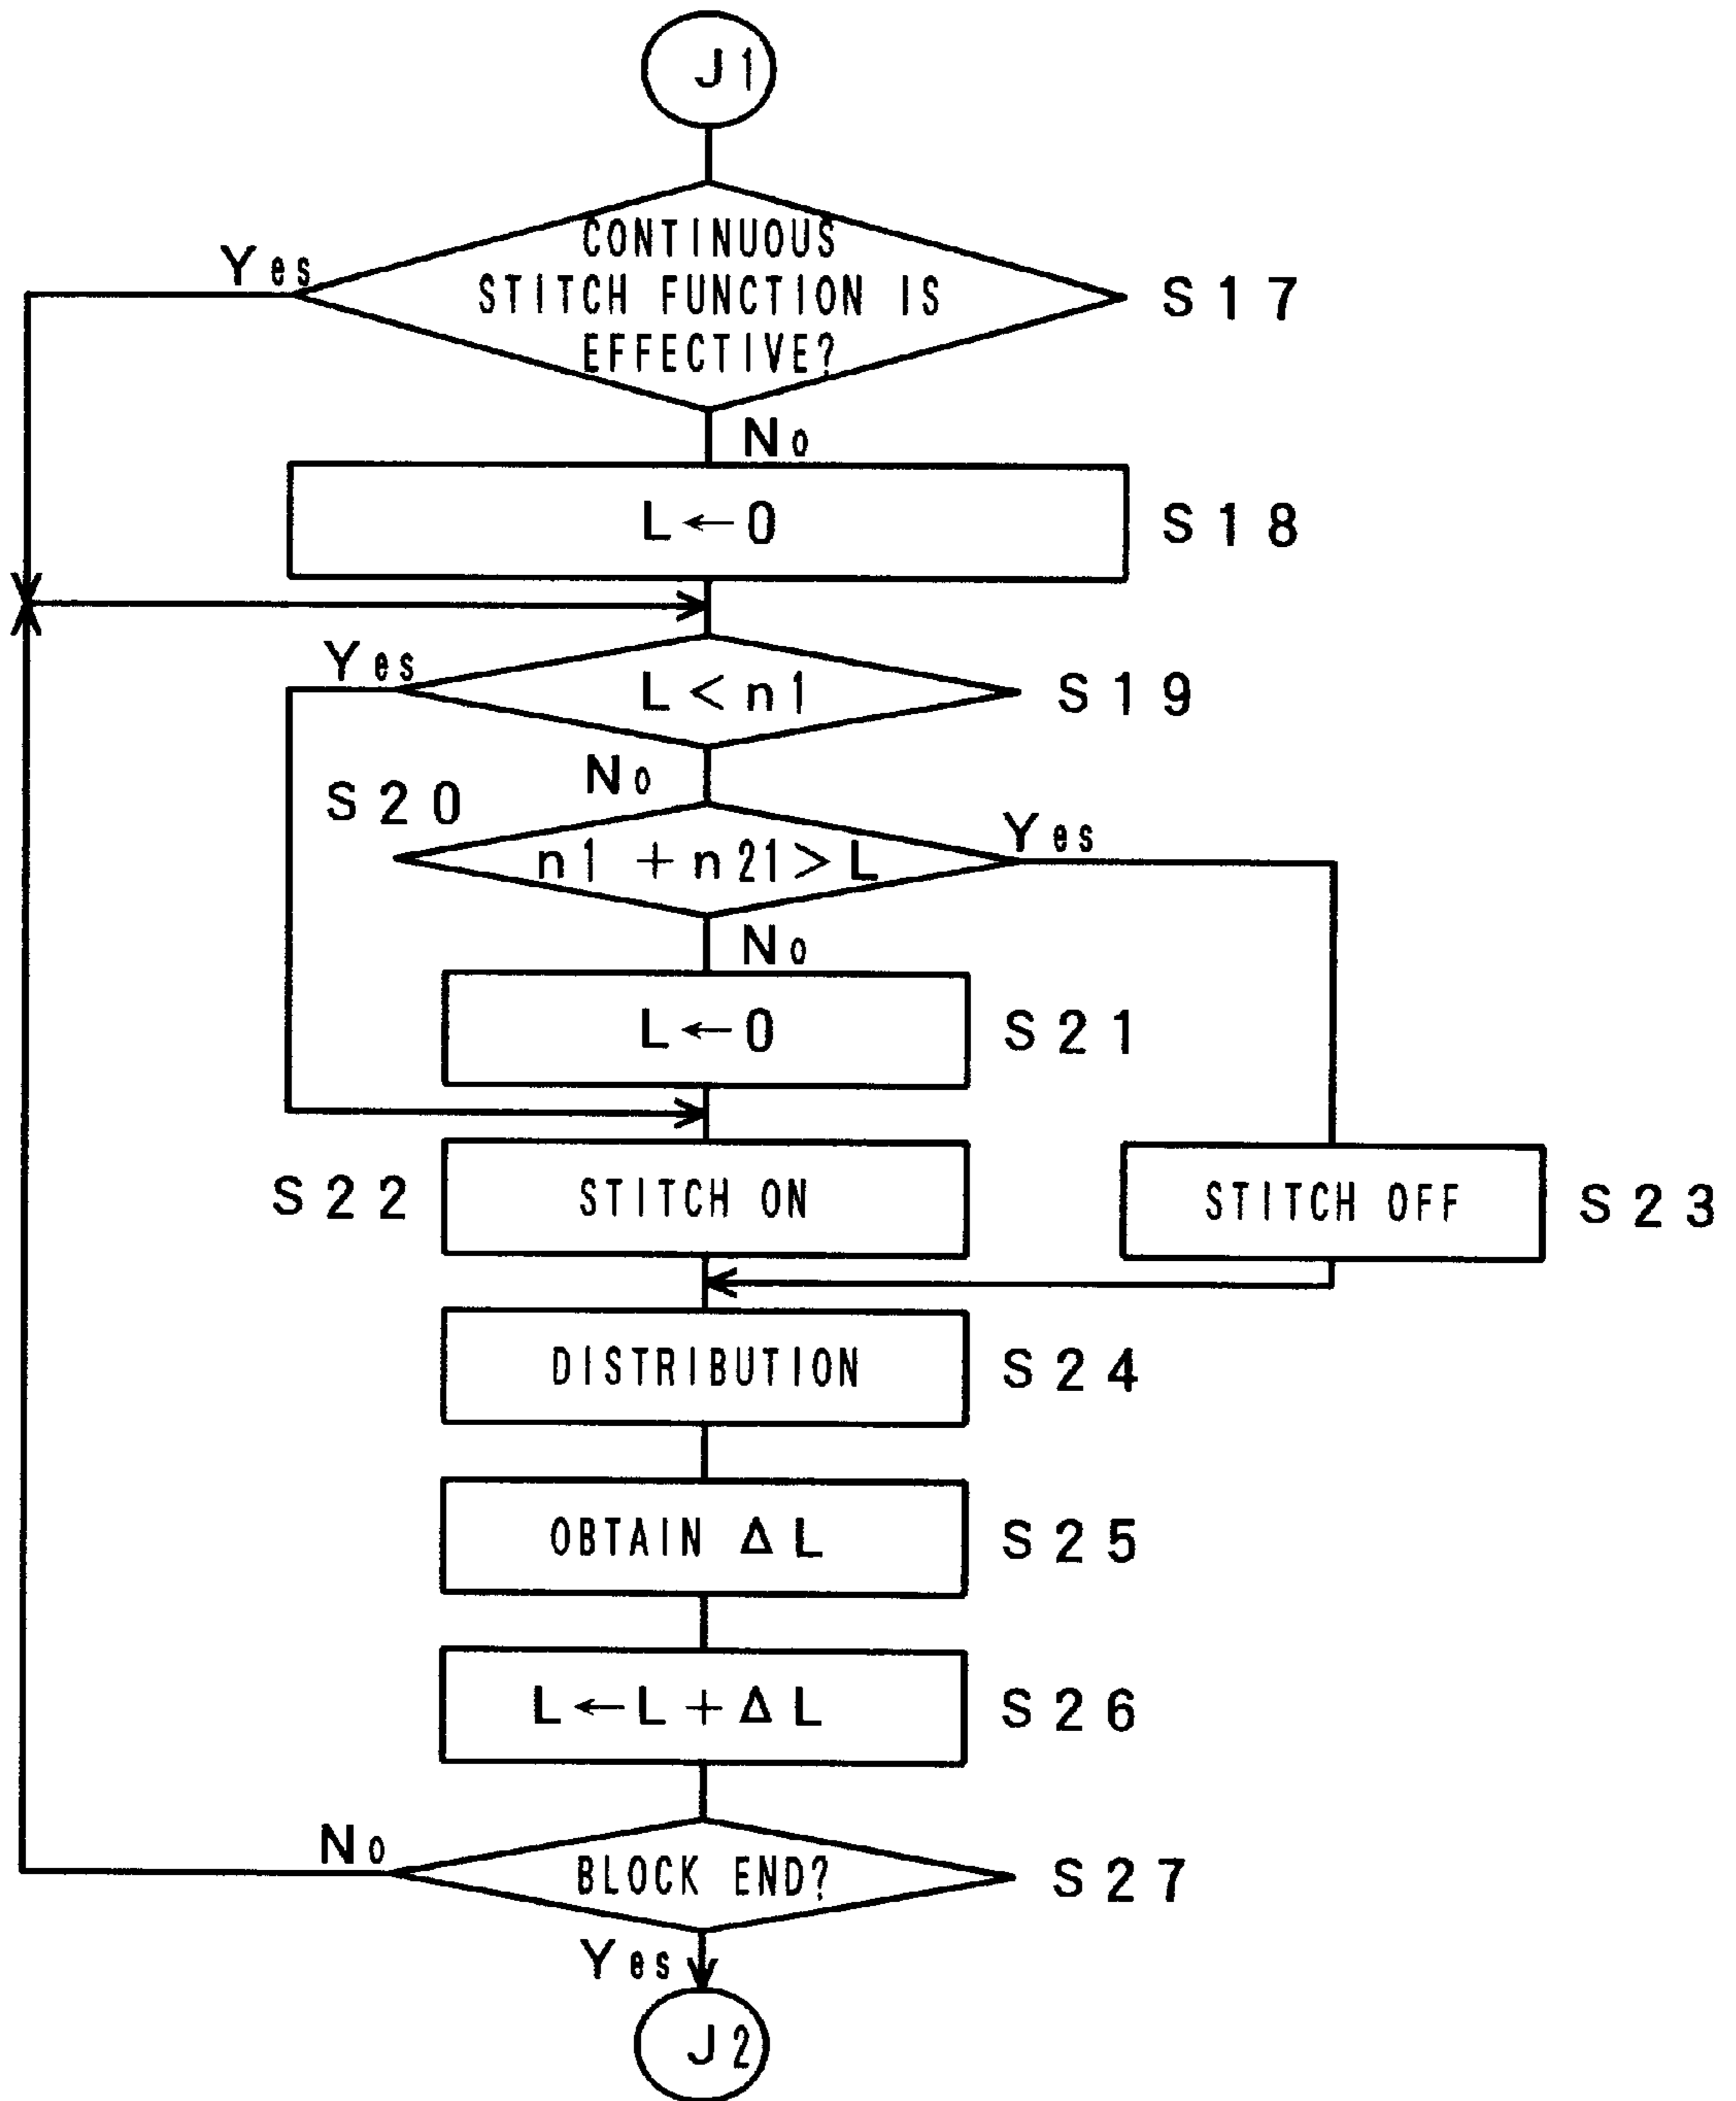 J1
CONTINUOUS
STITCH FUNCTION IS
EFFECTIVE?
Yes
S17
No
L←0
S18
Yes
L<n1
S19
No
S20
n1 +n21>L
Yes
No
L←0
S21
STITCH ON
S22
STITCH OFF
S23
DISTRIBUTION
S24
OBTAIN ΔL
S25
L←L+ΔL
S26
No
BLOCK END?
S27
Yes
J2